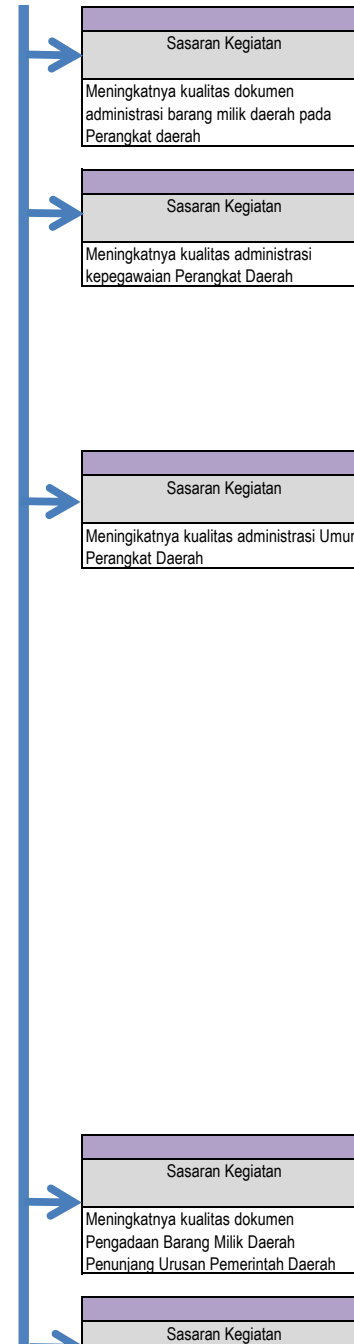 Sasaran Kegiatan
Meningkatnya kualitas dokumen
administrasi barang milik daerah pada
Perangkat daerah
Sasaran Kegiatan
Meningkatnya kualitas administrasi
kepegawaian Perangkat Daerah
Sasaran Kegiatan
Meningikatnya kualitas administrasi Umum
Perangkat Daerah
Sasaran Kegiatan
Meningkatnya kualitas dokumen
Pengadaan Barang Milik Daerah
Penunjang Urusan Pemerintah Daerah
Sasaran Kegiatan